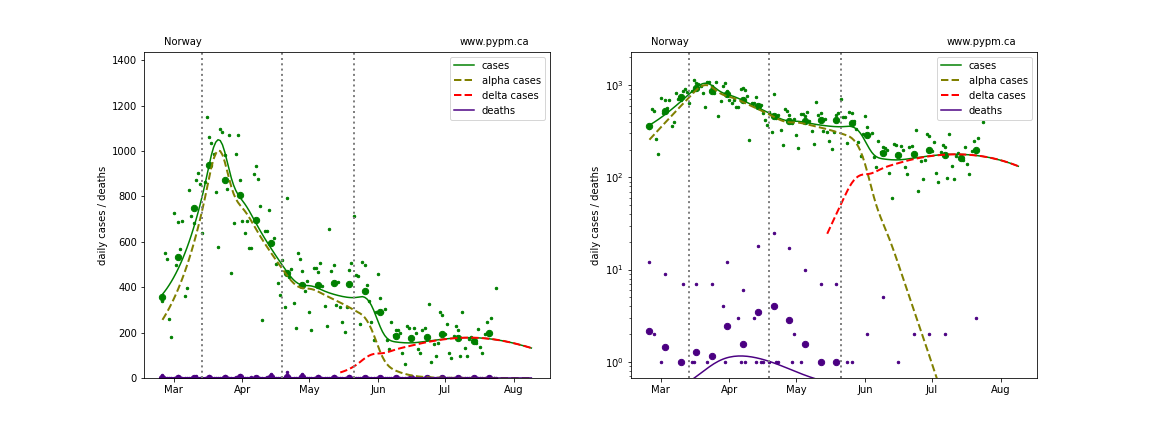 Norway www.pypm.ca
cases
alpha cases
delta cases
deaths
daily cases / deaths
1400
1200
1000
800
600
400
200
0
Mar Apr May Jun Jul Aug
Norway www.pypm.ca
cases
alpha cases
delta cases
deaths
daily cases / deaths
10³
10²
10¹
10⁰
Mar Apr May Jun Jul Aug